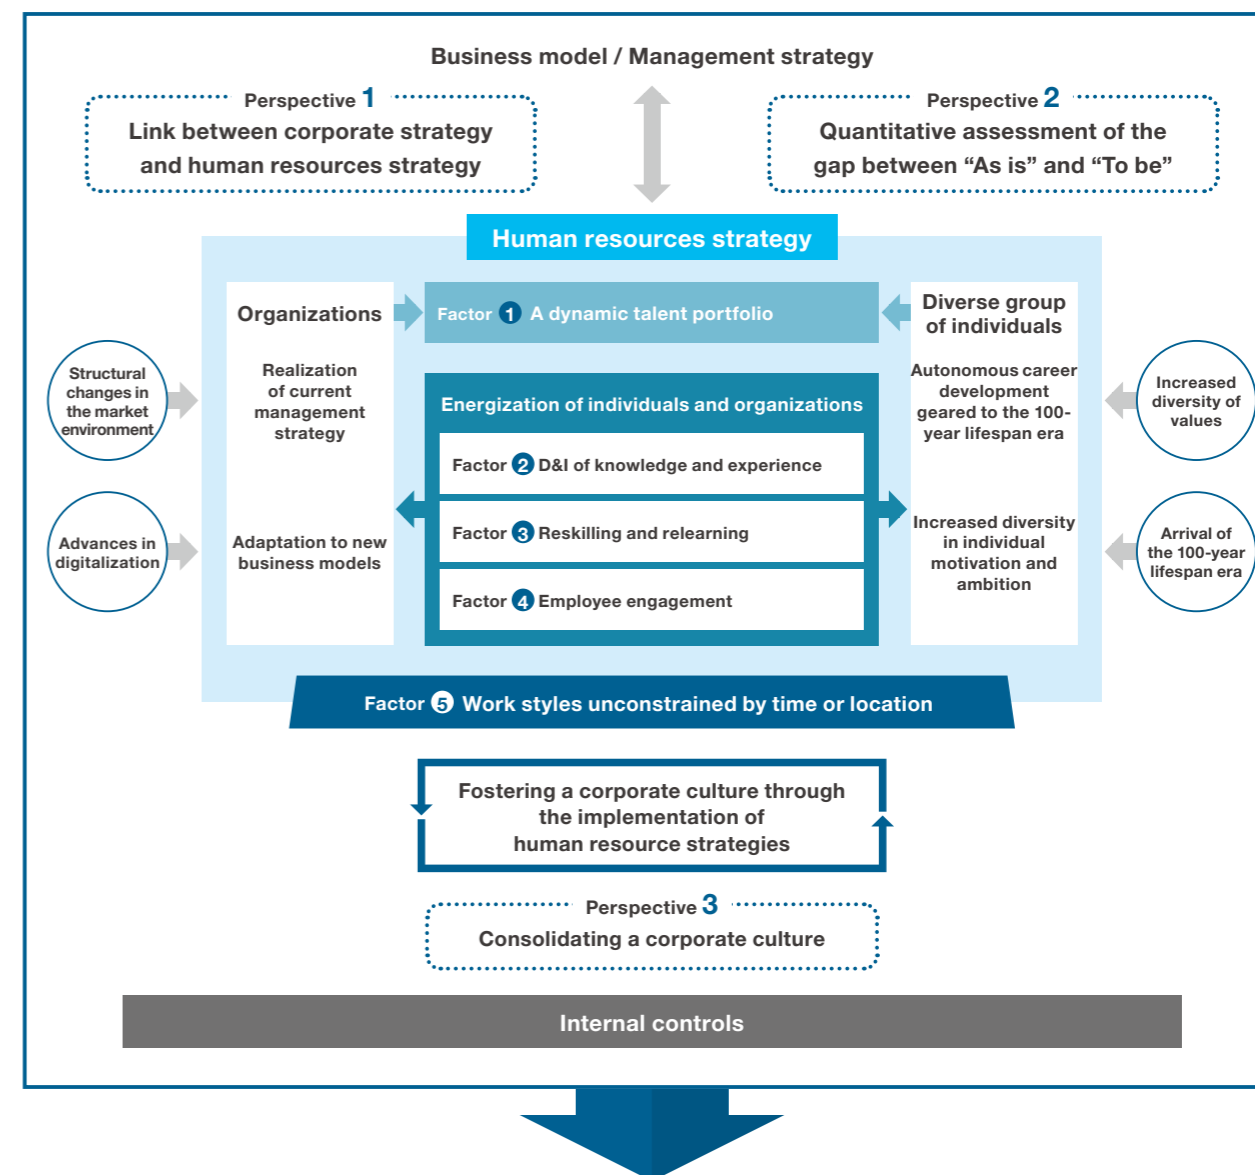 Business model / Management strategy
Perspective 1
Link between corporate strategy
and human resources strategy
Perspective 2
Quantitative assessment of the
gap between “As is” and “To be”
Human resources strategy
Organizations
Realization
of current
management
strategy
Adaptation to new
business models
Factor 1 A dynamic talent portfolio
Energization of individuals and organizations
Factor 2 D&I of knowledge and experience
Factor 3 Reskilling and relearning
Factor 4 Employee engagement
Diverse group
of individuals
Autonomous career
development
geared to the 100-
year lifespan era
Increased diversity
in individual
motivation and
ambition
Structural
changes in
the market
environment
Advances in
digitalization
Increased
diversity of
values
Arrival of
the 100-year
lifespan era
Factor 5 Work styles unconstrained by time or location
Fostering a corporate culture through
the implementation of
human resource strategies
Perspective 3
Consolidating a corporate culture
Internal controls